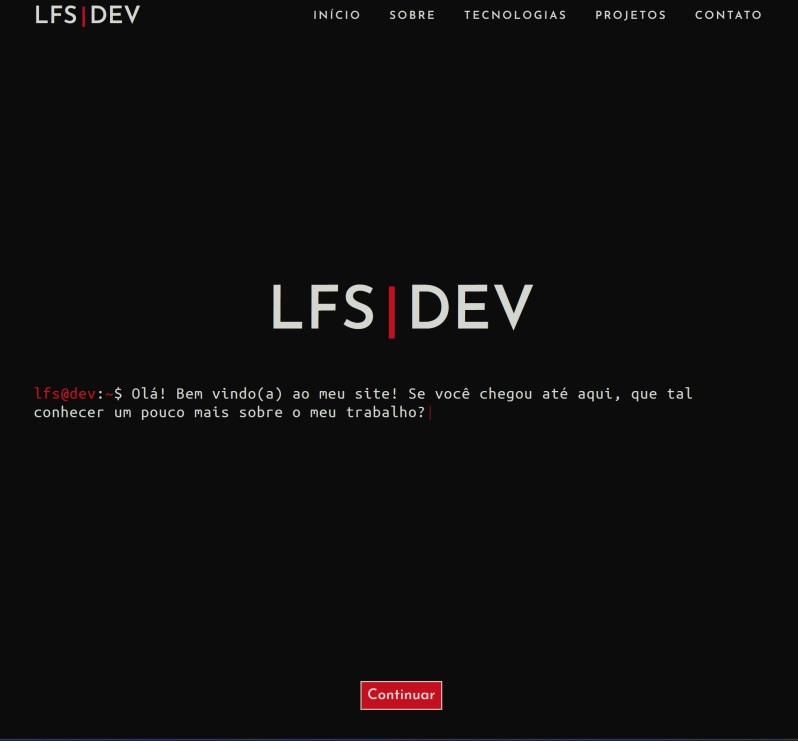 LFS|DEV
INÍCIO SOBRE TECNOLOGIAS PROJETOS CONTATO
LFS|DEV
lfs@dev:~$ Olá! Bem vindo(a) ao meu site! Se você chegou até aqui, que tal
conhecer um pouco mais sobre o meu trabalho?|
Continuar